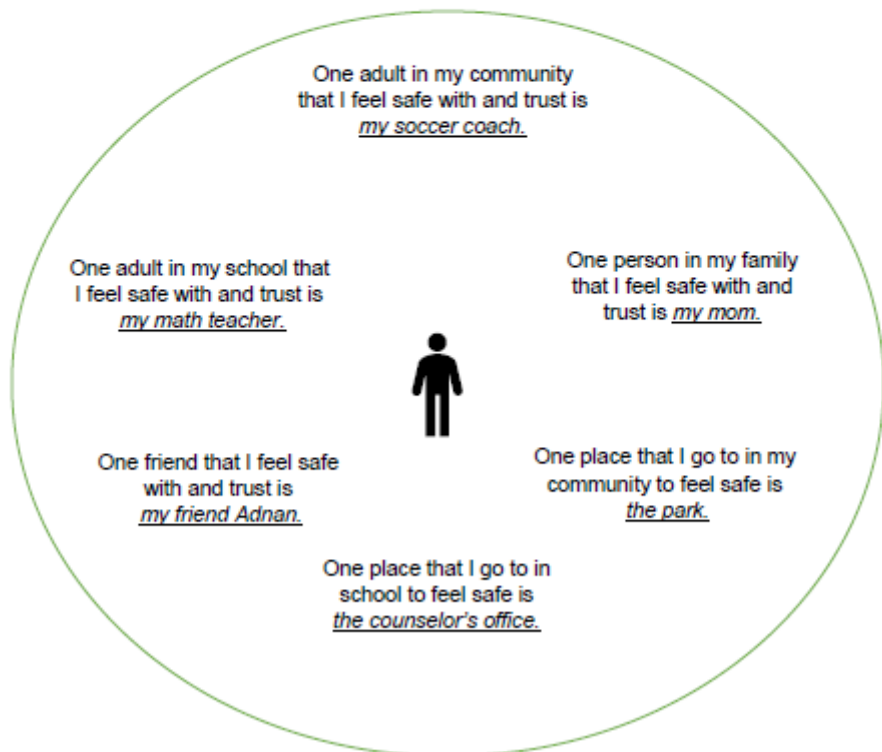 One adult in my community
that I feel safe with and trust is
my soccer coach.
One adult in my school that
I feel safe with and trust is
my math teacher.
One person in my family
that I feel safe with and
trust is my mom.
One friend that I feel safe
with and trust is
my friend Adnan.
One place that I go to in my
community to feel safe is
the park.
One place that I go to in
school to feel safe is
the counselor's office.